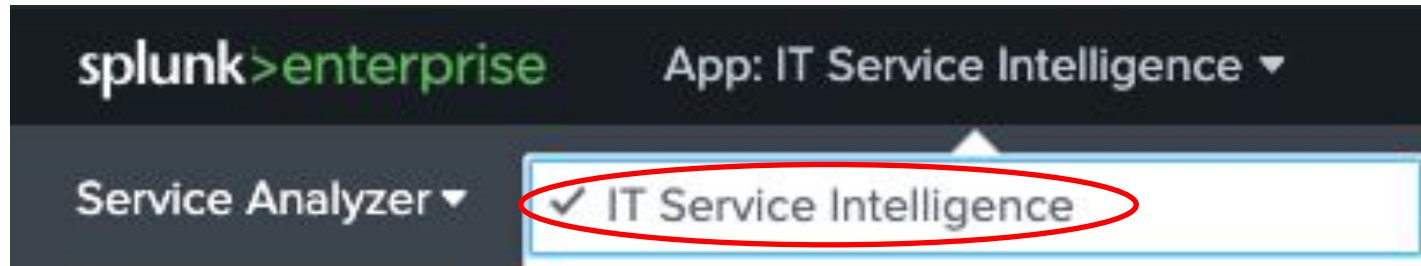 splunk>enterprise App: IT Service Intelligence
Service Analyzer
IT Service Intelligence